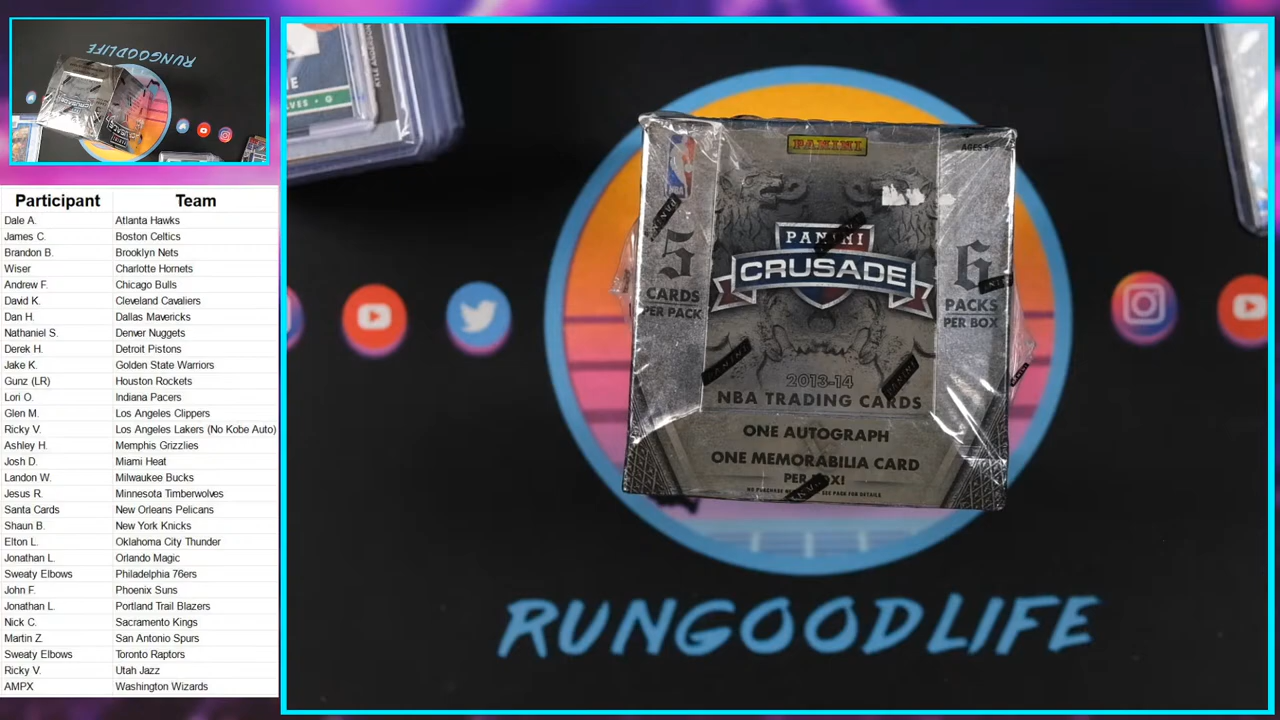 RUNGOODLIFE
Participant Team
Dale A. Atlanta Hawks
James C. Boston Celtics
Brandon B. Brooklyn Nets
Wiser Charlotte Hornets
Andrew F. Chicago Bulls
David K. Cleveland Cavaliers
Dan H. Dallas Mavericks
Nathaniel S. Denver Nuggets
Derek H. Detroit Pistons
Jake K. Golden State Warriors
Gunz (LR) Houston Rockets
Lori O. Indiana Pacers
Glen M. Los Angeles Clippers
Ricky V. Los Angeles Lakers (No Kobe Auto)
Ashley H. Memphis Grizzlies
Josh D. Miami Heat
Landon W. Milwaukee Bucks
Jesus R. Minnesota Timberwolves
Santa Cards New Orleans Pelicans
Shaun B. New York Knicks
Elton L. Oklahoma City Thunder
Jonathan L. Orlando Magic
Sweaty Elbows Philadelphia 76ers
John F. Phoenix Suns
Jonathan L. Portland Trail Blazers
Nick C. Sacramento Kings
Martin Z. San Antonio Spurs
Sweaty Elbows Toronto Raptors
Ricky V. Utah Jazz
AMPX Washington Wizards
KYLE ANDERSON
PANINI
AGES
NBA
PANINI
CRUSADE
5
CARDS
PER PACK
6
PACKS
PER BOX
2013-14
NBA TRADING CARDS
ONE AUTOGRAPH
ONE MEMORABILIA CARD
PER BOX!
RUNGOODLIFE